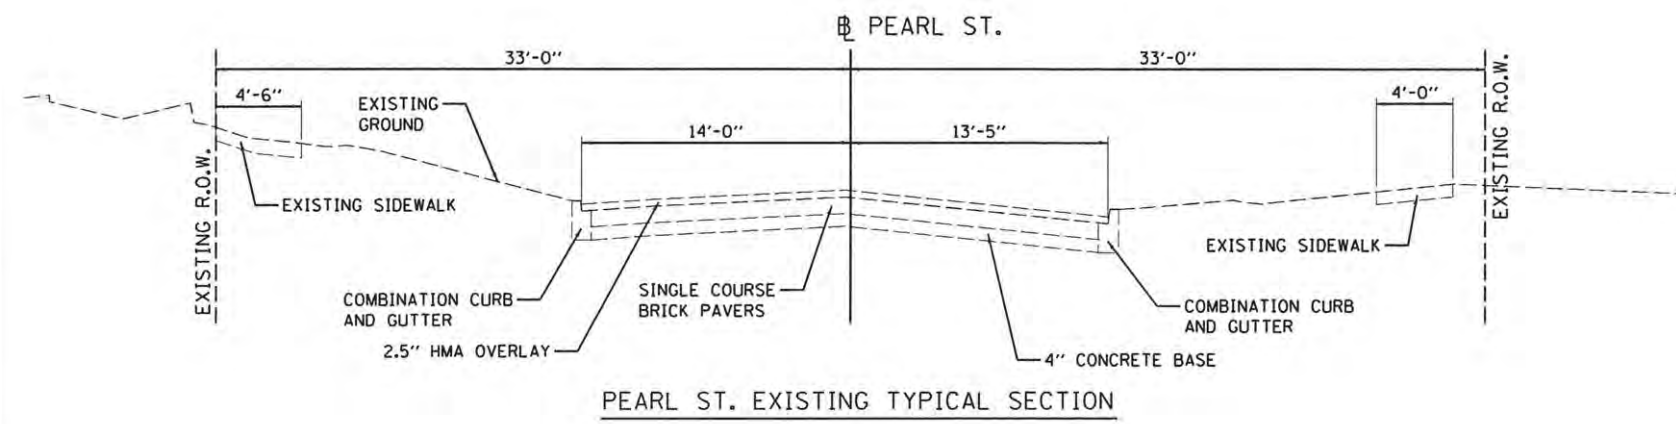 ℄ PEARL ST.
33'-0" 33'-0"
4'-6" 4'-0"
EXISTING
GROUND
14'-0" 13'-5"
EXISTING R.O.W.
EXISTING R.O.W.
EXISTING SIDEWALK
EXISTING SIDEWALK
COMBINATION CURB
AND GUTTER
SINGLE COURSE
BRICK PAVERS
COMBINATION CURB
AND GUTTER
2.5" HMA OVERLAY
4" CONCRETE BASE
PEARL ST. EXISTING TYPICAL SECTION